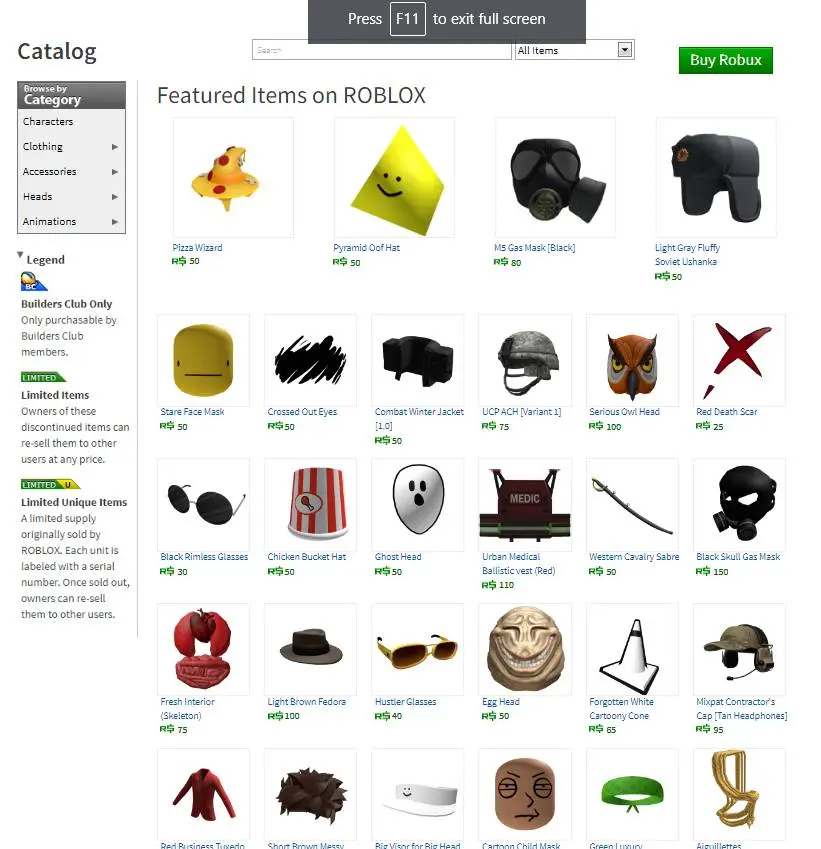 Press F11 to exit full screen
Catalog
Search
All Items
Buy Robux
Browse by
Category
Characters
Clothing
Accessories
Heads
Animations
Legend
BC
Builders Club Only
Only purchasable by
Builders Club
members.
LIMITED
Limited Items
Owners of these
discontinued items can
re-sell them to other
users at any price.
LIMITED U
Limited Unique Items
A limited supply
originally sold by
ROBLOX. Each unit is
labeled with a serial
number. Once sold out,
owners can re-sell
them to other users.
Featured Items on ROBLOX
Pizza Wizard
R$ 50
Pyramid Oof Hat
R$ 50
M5 Gas Mask [Black]
R$ 80
Light Gray Fluffy
Soviet Ushanka
R$ 50
Stare Face Mask
R$ 50
Crossed Out Eyes
R$ 50
Combat Winter Jacket
[1.0]
R$ 50
UCP ACH [Variant 1]
R$ 75
Serious Owl Head
R$ 100
Red Death Scar
R$ 25
Black Rimless Glasses
R$ 30
Chicken Bucket Hat
R$ 50
Ghost Head
R$ 50
MEDIC
Urban Medical
Ballistic vest (Red)
R$ 110
Western Cavalry Sabre
R$ 50
Black Skull Gas Mask
R$ 150
Fresh Interior
(Skeleton)
R$ 75
Light Brown Fedora
R$ 100
Hustler Glasses
R$ 40
Egg Head
R$ 50
Forgotten White
Cartoony Cone
R$ 65
Mixpat Contractor's
Cap [Tan Headphones]
R$ 95
Red Business Tuxedo
Short Brown Messy
Big Visor for Big Head
Cartoon Child Mask
Green Luxury
Aiguillettes